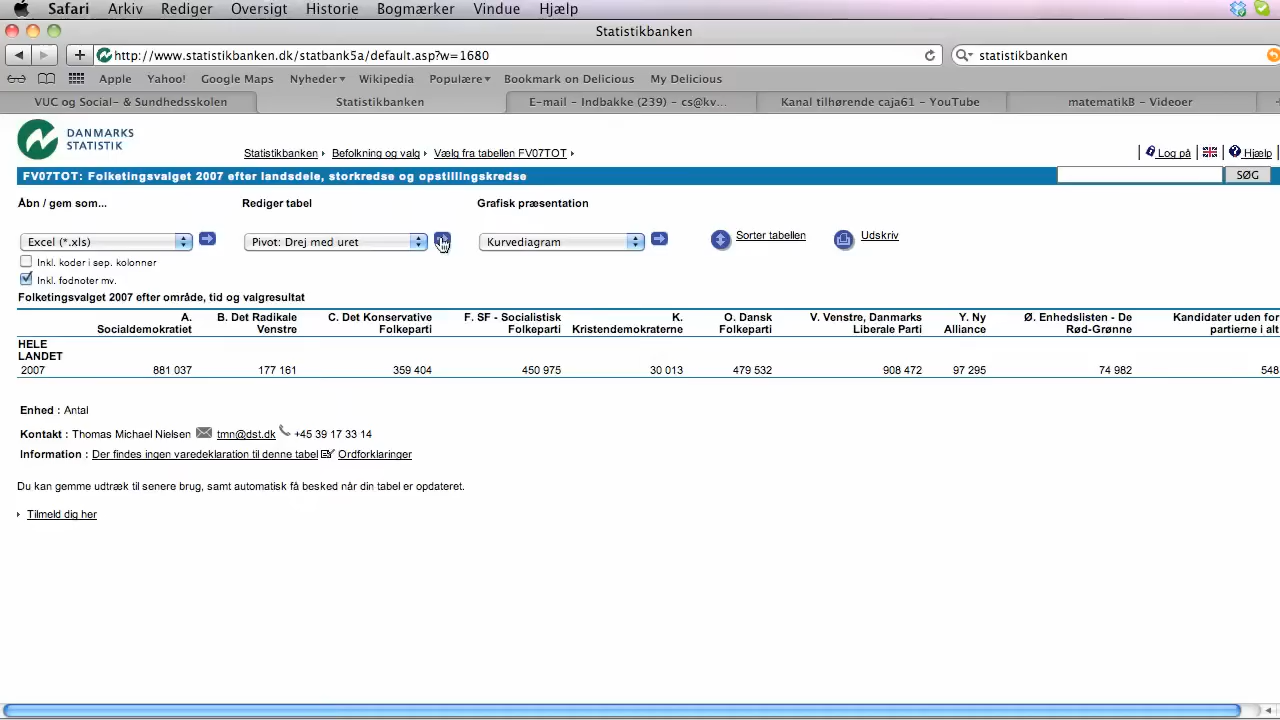 Safari Arkiv Rediger Oversigt Historie Bogmærker Vindue Hjælp
Statistikbanken
http://www.statistikbanken.dk/statbank5a/default.asp?w=1680 statistikbanken
Apple Yahoo! Google Maps Nyheder Wikipedia Populære Bookmark on Delicious My Delicious
VUC og Social- & Sundhedsskolen Statistikbanken E-mail – Indbakke (239) – cs@kv... Kanal tilhørende caja61 – YouTube matematikB – Videoer
DANMARKS
STATISTIK
Statistikbanken Befolkning og valg Vælg fra tabellen FV07TOT Log på Hjælp
FV07TOT: Folketingsvalget 2007 efter landsdele, storkredse og opstillingskredse SØG
Åbn / gem som... Rediger tabel Grafisk præsentation
Excel (*.xls) Pivot: Drej med uret Kurvediagram Sorter tabellen Udskriv
Inkl. koder i sep. kolonner
Inkl. fodnoter mv.
Folketingsvalget 2007 efter område, tid og valgresultat
A. B. Det Radikale C. Det Konservative F. SF - Socialistisk K. O. Dansk V. Venstre, Danmarks Y. Ny Ø. Enhedslisten - De Kandidater uden for
Socialdemokratiet Venstre Folkeparti Folkeparti Kristendemokraterne Folkeparti Liberale Parti Alliance Rød-Grønne partierne i alt
HELE
LANDET
2007 881 037 177 161 359 404 450 975 30 013 479 532 908 472 97 295 74 982 548
Enhed : Antal
Kontakt : Thomas Michael Nielsen tmn@dst.dk +45 39 17 33 14
Information : Der findes ingen varedeklaration til denne tabel Ordforklaringer
Du kan gemme udtræk til senere brug, samt automatisk få besked når din tabel er opdateret.
Tilmeld dig her